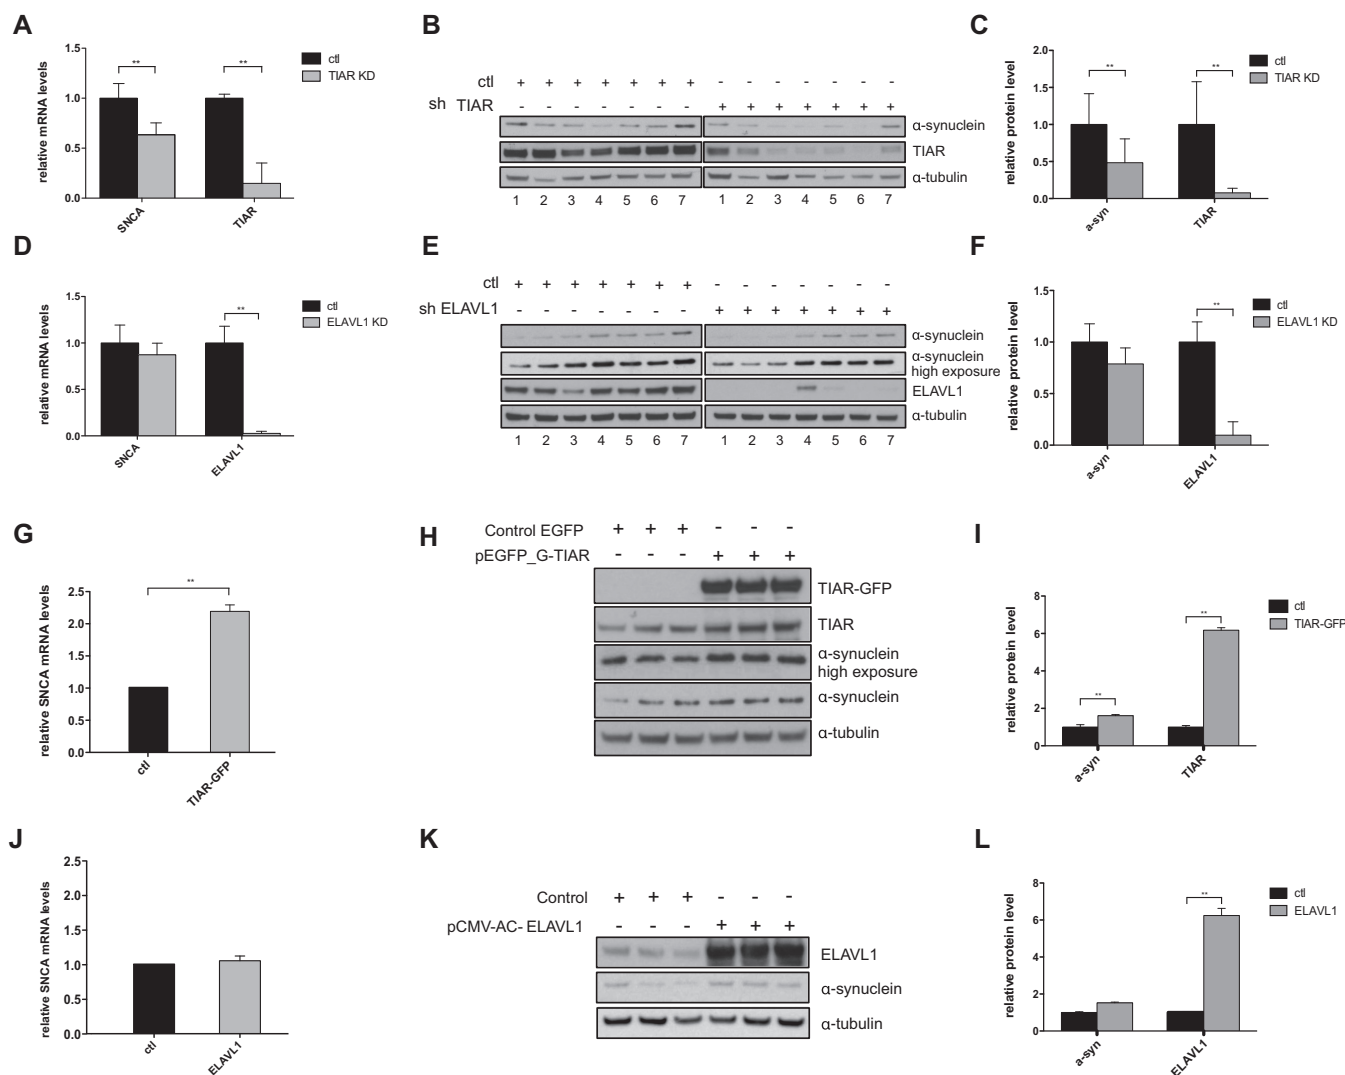 A
relative mRNA levels
1.5
1.0
0.5
0.0
**
**
SNCA
TIAR
ctl
TIAR KD
B
ctl + + + + + + + - - - - - - -
sh TIAR - - - - - - - + + + + + + +
α-synuclein
TIAR
α-tubulin
1 2 3 4 5 6 7 1 2 3 4 5 6 7
C
relative protein level
2.0
1.5
1.0
0.5
0.0
**
**
a-syn
TIAR
ctl
TIAR KD
D
relative mRNA levels
1.5
1.0
0.5
0.0
**
SNCA
ELAVL1
ctl
ELAVL1 KD
E
ctl + + + + + + + - - - - - - -
sh ELAVL1 - - - - - - - + + + + + + +
α-synuclein
α-synuclein
high exposure
ELAVL1
α-tubulin
1 2 3 4 5 6 7 1 2 3 4 5 6 7
F
relative protein level
1.5
1.0
0.5
0.0
**
a-syn
ELAVL1
ctl
ELAVL1 KD
G
relative SNCA mRNA levels
2.5
2.0
1.5
1.0
0.5
0.0
**
ctl
TIAR-GFP
H
Control EGFP + + + - - -
pEGFP_G-TIAR - - - + + +
TIAR-GFP
TIAR
α-synuclein
high exposure
α-synuclein
α-tubulin
I
relative protein level
8
6
4
2
0
**
**
a-syn
TIAR
ctl
TIAR-GFP
J
relative SNCA mRNA levels
2.5
2.0
1.5
1.0
0.5
0.0
ctl
ELAVL1
K
Control + + + - - -
pCMV-AC- ELAVL1 - - - + + +
ELAVL1
α-synuclein
α-tubulin
L
relative protein level
8
6
4
2
0
**
a-syn
ELAVL1
ctl
ELAVL1